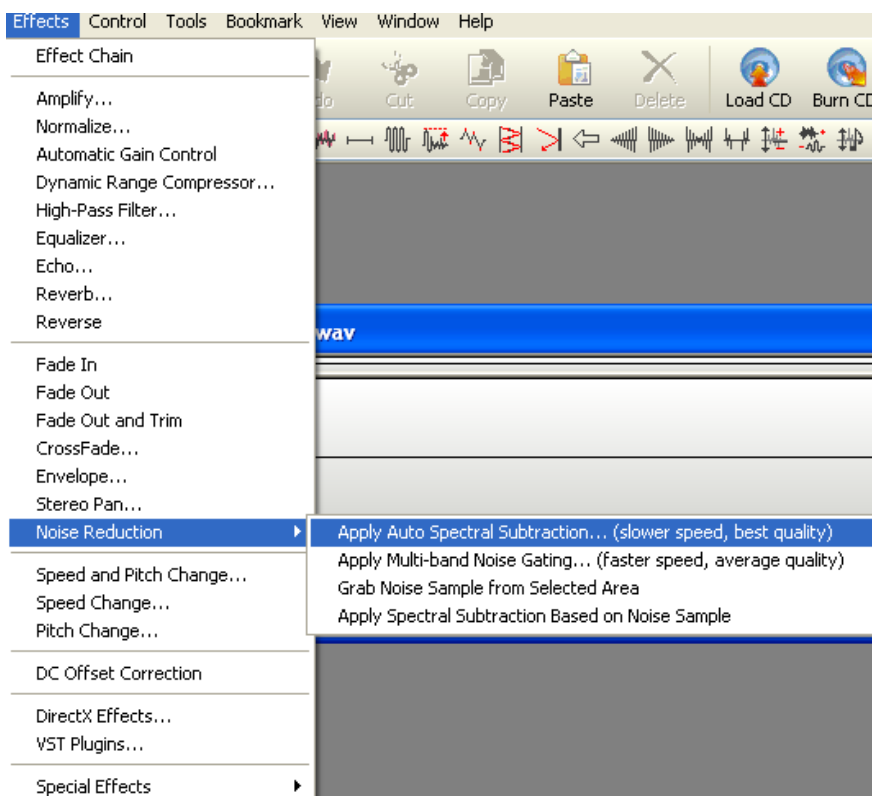 Effects Control Tools Bookmark View Window Help
Effect Chain
Cut Copy Paste Delete Load CD Burn CD
Amplify...
Normalize...
Automatic Gain Control
Dynamic Range Compressor...
High-Pass Filter...
Equalizer...
Echo...
Reverb...
Reverse
wav
Fade In
Fade Out
Fade Out and Trim
CrossFade...
Envelope...
Stereo Pan...
Noise Reduction
Apply Auto Spectral Subtraction... (slower speed, best quality)
Apply Multi-band Noise Gating... (faster speed, average quality)
Grab Noise Sample from Selected Area
Apply Spectral Subtraction Based on Noise Sample
Speed and Pitch Change...
Speed Change...
Pitch Change...
DC Offset Correction
DirectX Effects...
VST Plugins...
Special Effects